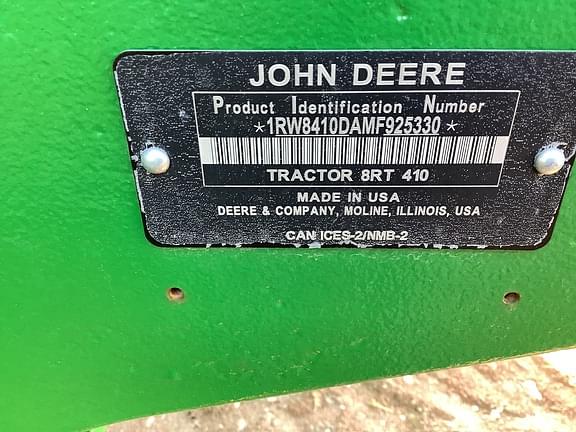 JOHN DEERE
Product Identification Number
*1RW8410DAMF925330*
TRACTOR 8RT 410
MADE IN USA
DEERE & COMPANY, MOLINE, ILLINOIS, USA
CAN ICES-2/NMB-2